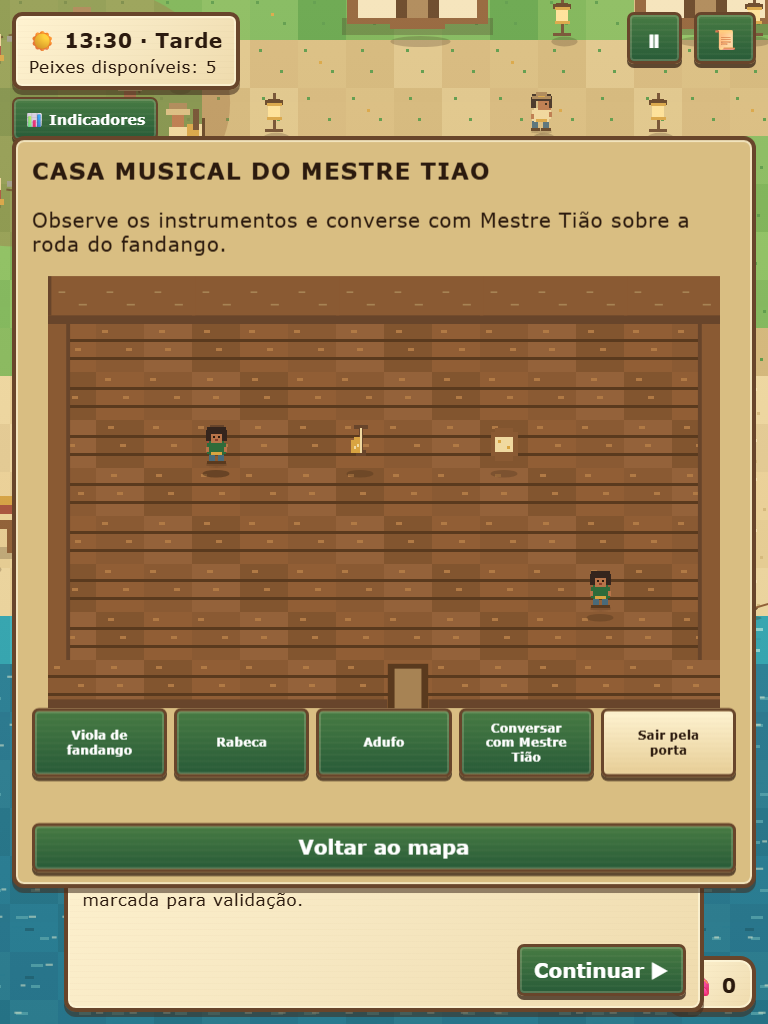 13:30 · Tarde
Peixes disponíveis: 5
Indicadores
CASA MUSICAL DO MESTRE TIAO
Observe os instrumentos e converse com Mestre Tião sobre a
roda do fandango.
Viola de
fandango
Rabeca
Adufo
Conversar
com Mestre
Tião
Sair pela
porta
Voltar ao mapa
marcada para validação.
Continuar ▶
0